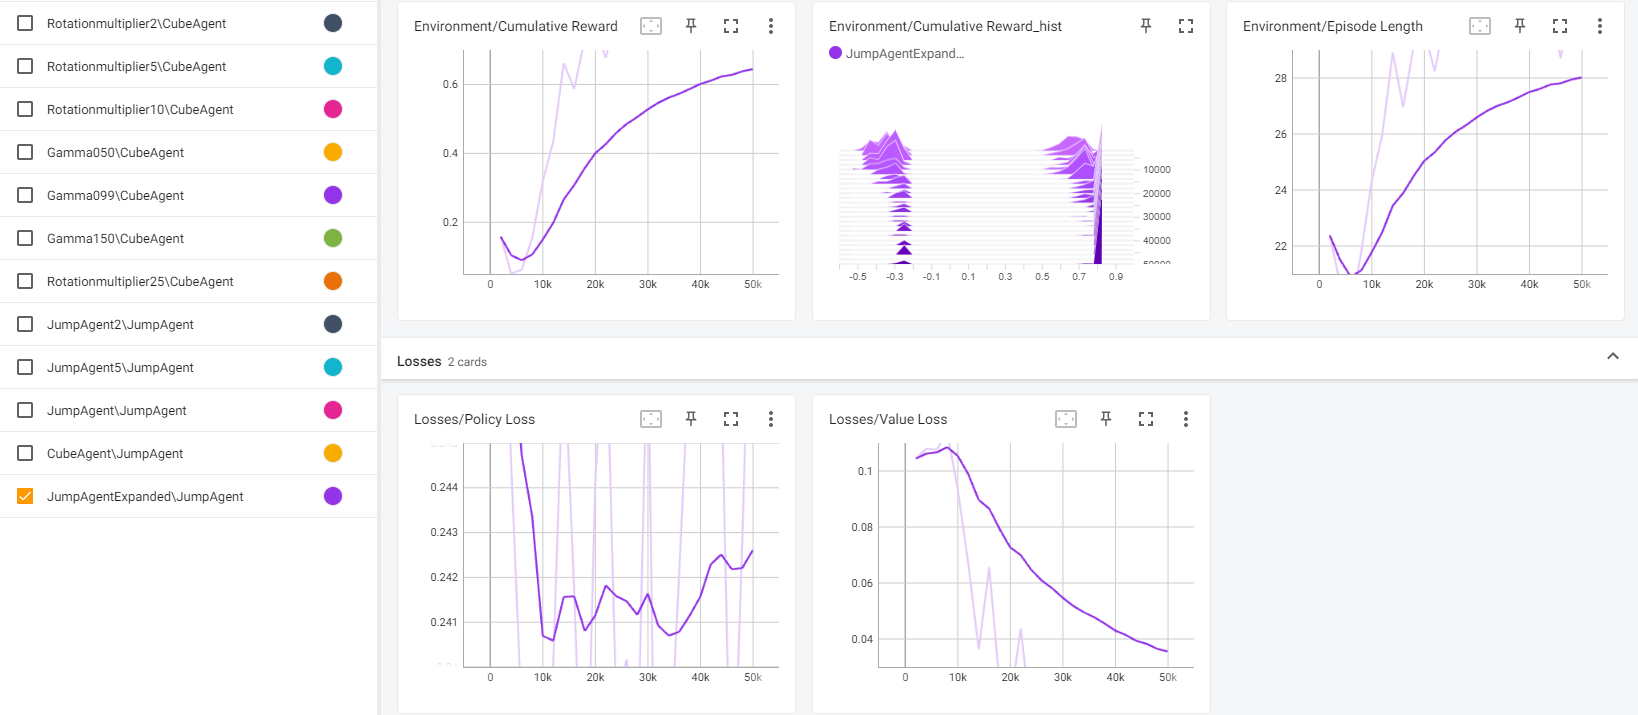 Rotationmultiplier2\CubeAgent
Rotationmultiplier5\CubeAgent
Rotationmultiplier10\CubeAgent
Gamma050\CubeAgent
Gamma099\CubeAgent
Gamma150\CubeAgent
Rotationmultiplier25\CubeAgent
JumpAgent2\JumpAgent
JumpAgent5\JumpAgent
JumpAgent\JumpAgent
CubeAgent\JumpAgent
JumpAgentExpanded\JumpAgent
Environment/Cumulative Reward
0.6
0.4
0.2
0 10k 20k 30k 40k 50k
Environment/Cumulative Reward_hist
JumpAgentExpand...
10000
20000
30000
40000
50000
-0.5 -0.3 -0.1 0.1 0.3 0.5 0.7 0.9
Environment/Episode Length
28
26
24
22
0 10k 20k 30k 40k 50k
Losses 2 cards
Losses/Policy Loss
0.244
0.243
0.242
0.241
0 10k 20k 30k 40k 50k
Losses/Value Loss
0.1
0.08
0.06
0.04
0 10k 20k 30k 40k 50k